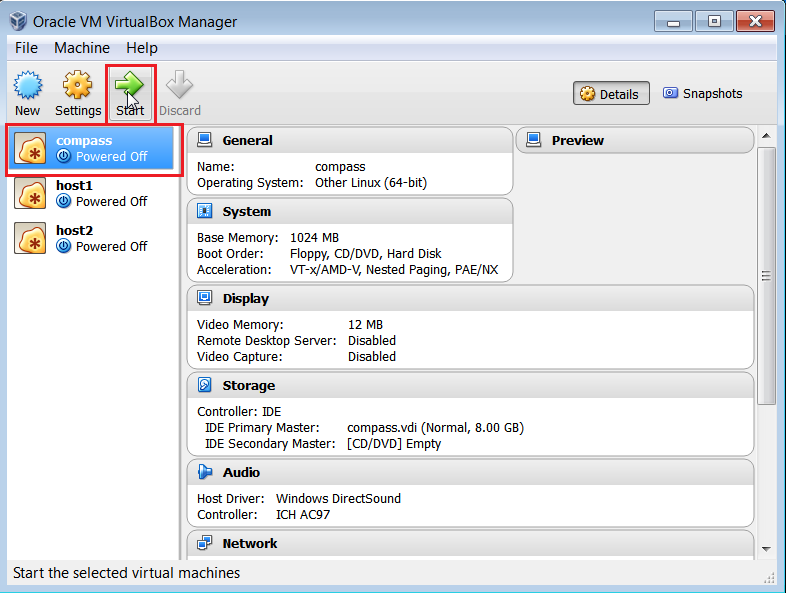 Oracle VM VirtualBox Manager
File Machine Help
New Settings Start Discard
Details Snapshots
compass
Powered Off
host1
Powered Off
host2
Powered Off
General
Name: compass
Operating System: Other Linux (64-bit)
Preview
System
Base Memory: 1024 MB
Boot Order: Floppy, CD/DVD, Hard Disk
Acceleration: VT-x/AMD-V, Nested Paging, PAE/NX
Display
Video Memory: 12 MB
Remote Desktop Server: Disabled
Video Capture: Disabled
Storage
Controller: IDE
IDE Primary Master: compass.vdi (Normal, 8.00 GB)
IDE Secondary Master: [CD/DVD] Empty
Audio
Host Driver: Windows DirectSound
Controller: ICH AC97
Network
Start the selected virtual machines